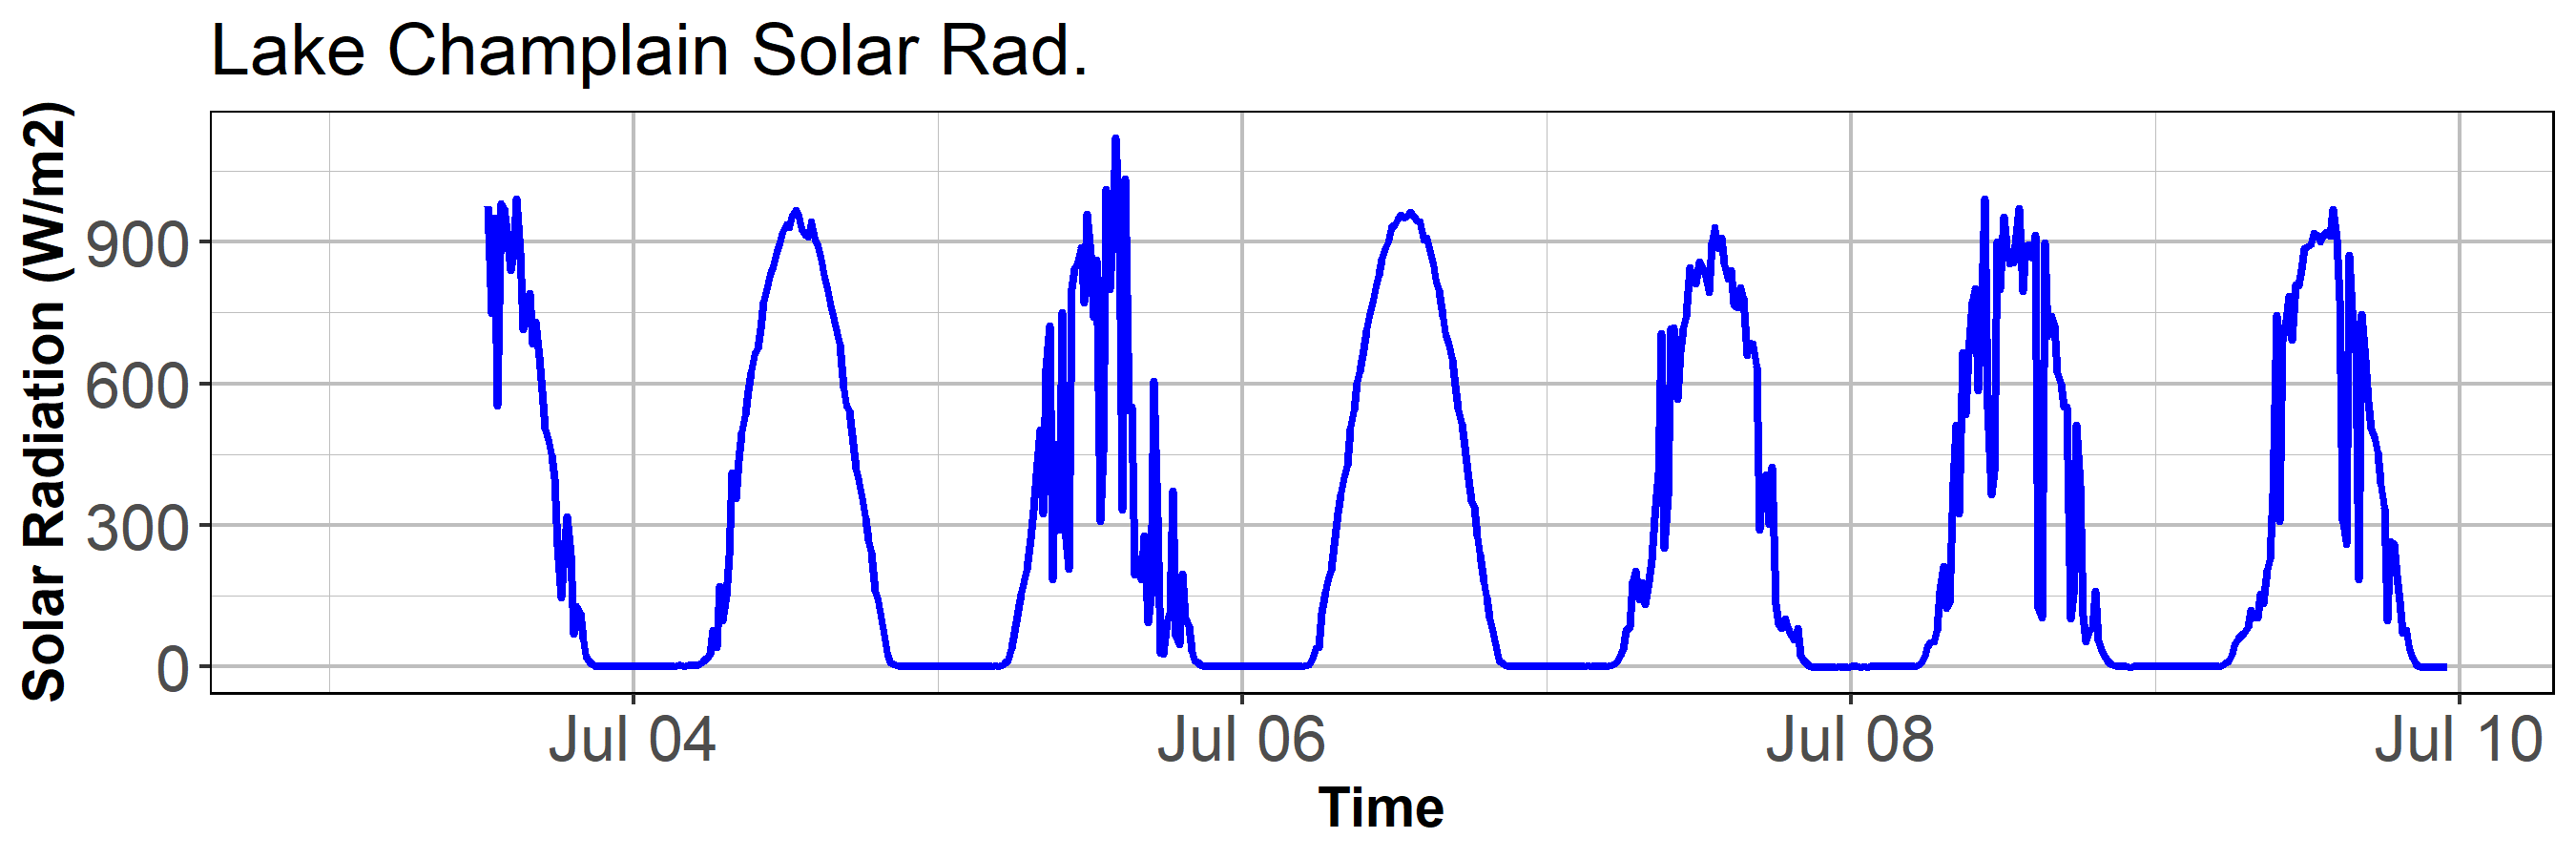 Lake Champlain Solar Rad.
Solar Radiation (W/m2)
900
600
300
0
Jul 04 Jul 06 Jul 08 Jul 10
Time